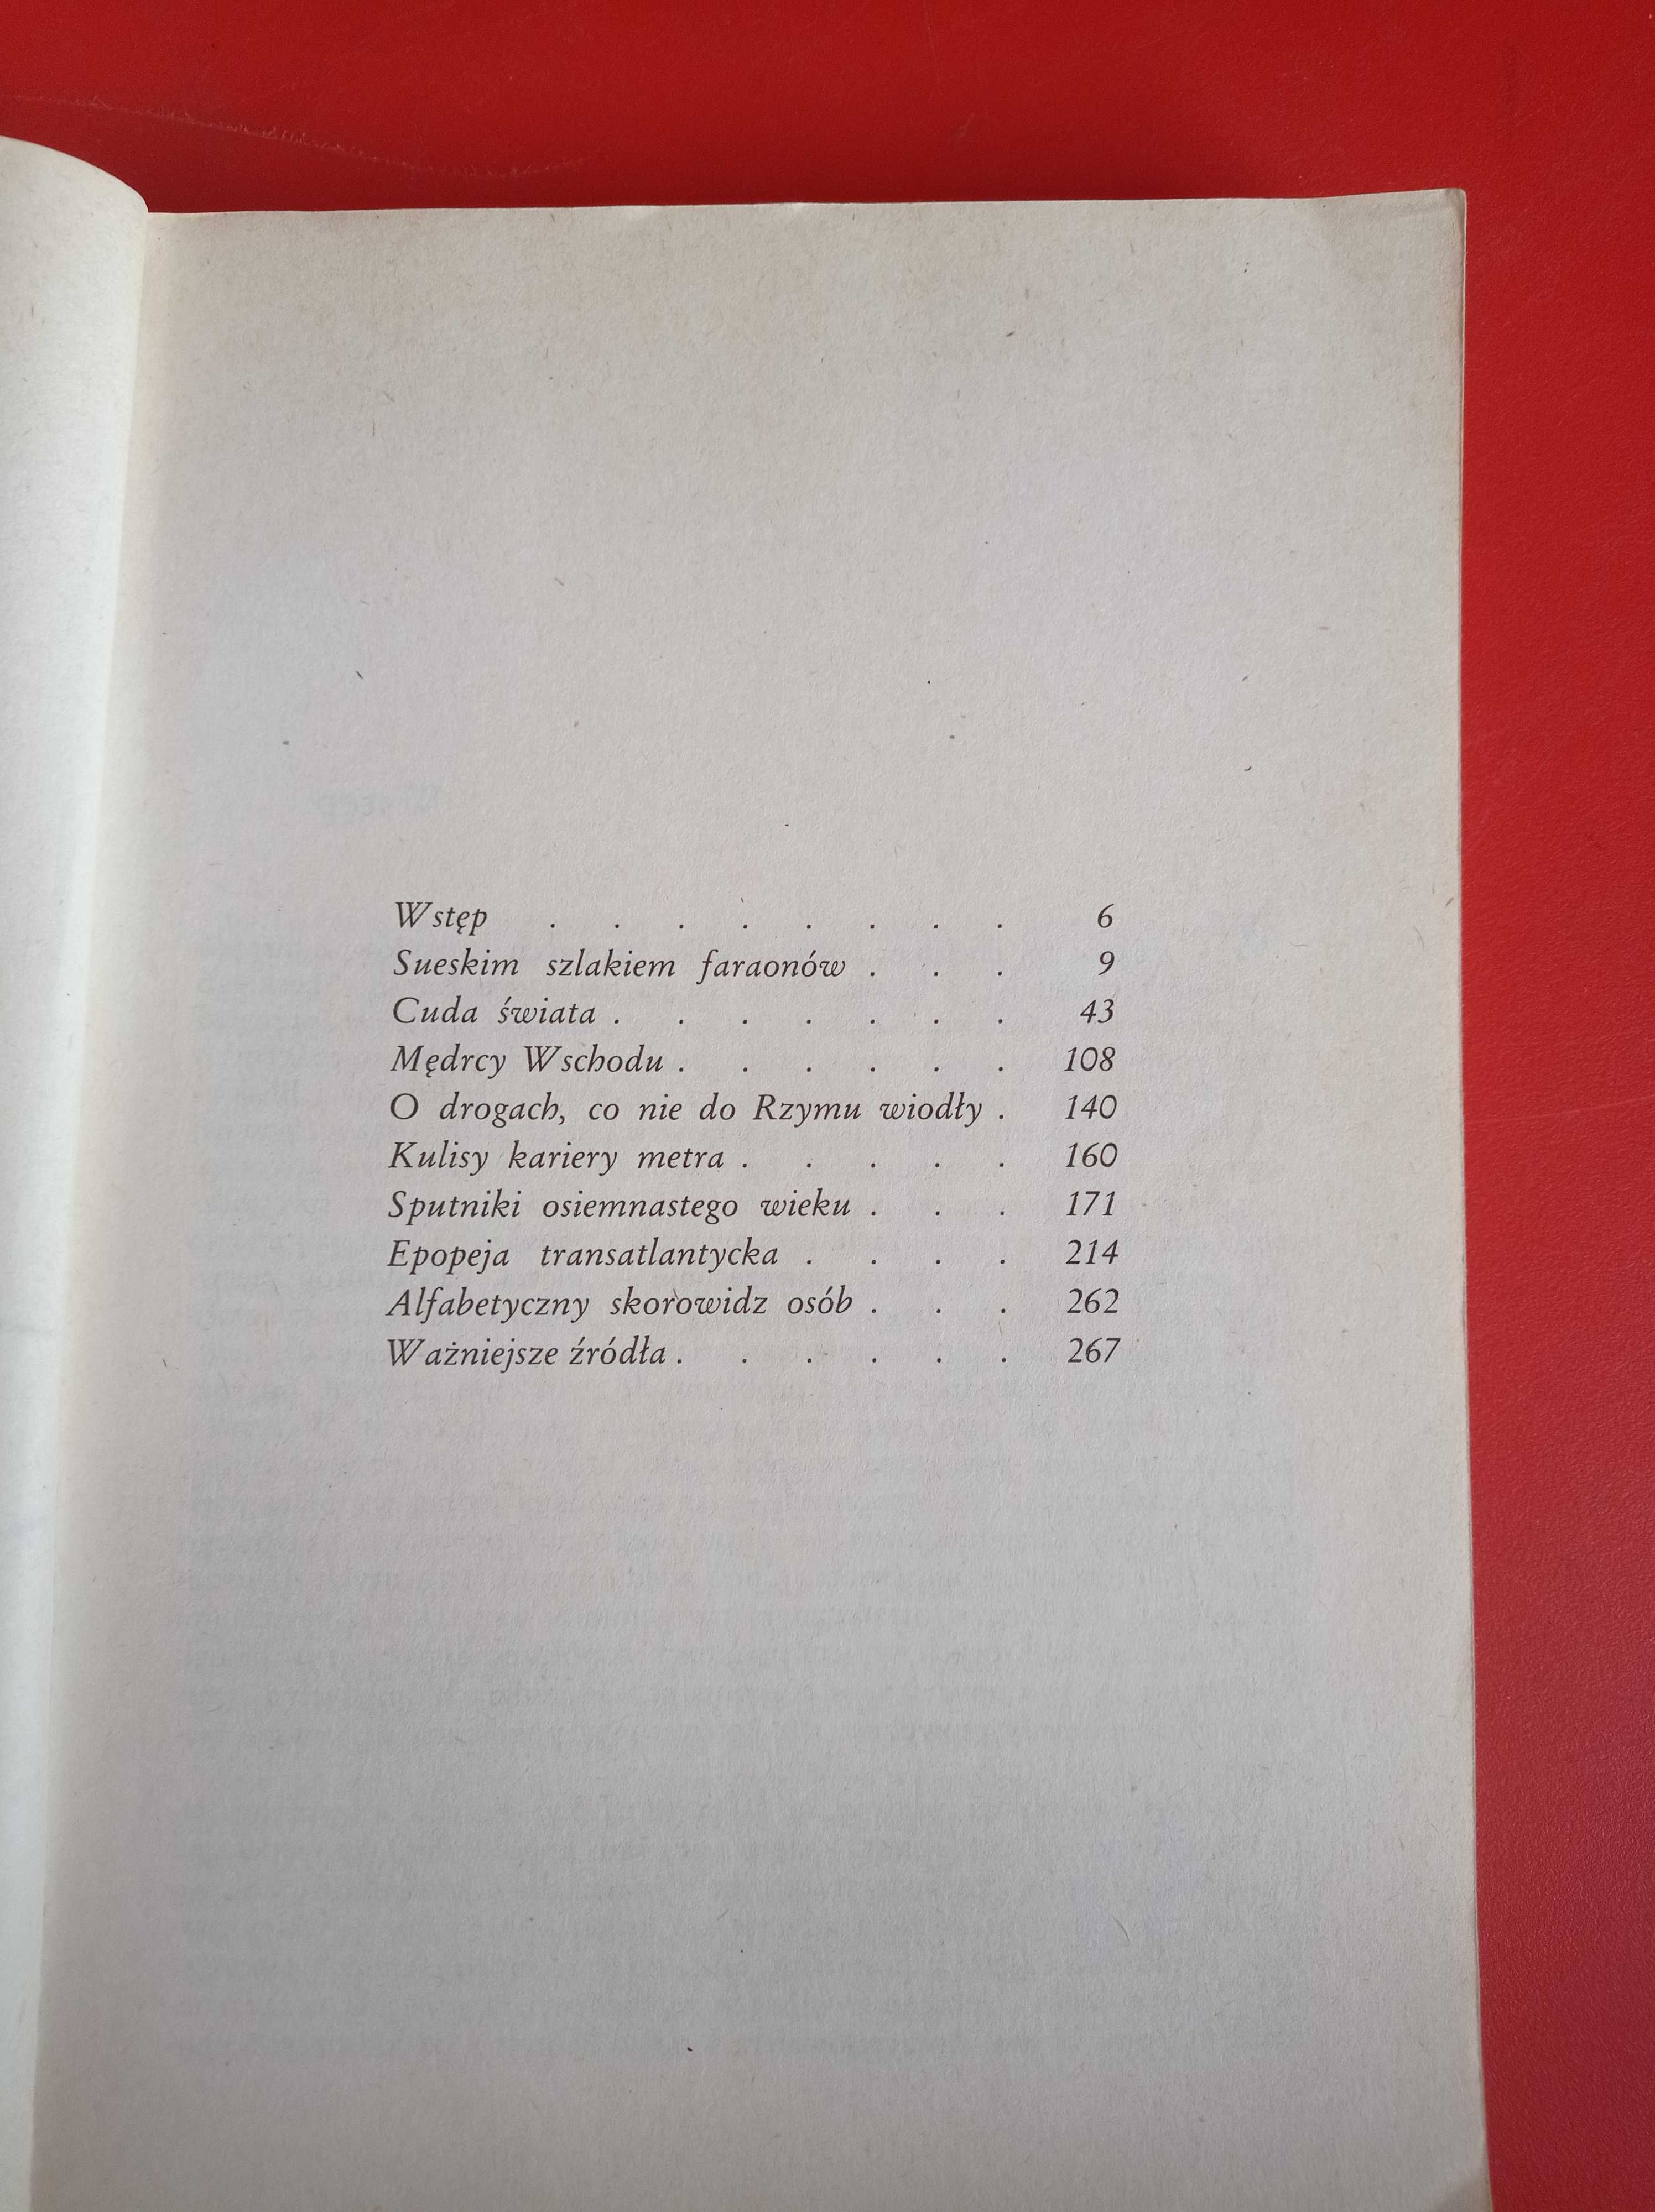 Wstęp . . . . . . . . 6
Sueskim szlakiem faraonów . . . 9
Cuda świata . . . . . . . 43
Mędrcy Wschodu . . . . . . 108
O drogach, co nie do Rzymu wiodły . 140
Kulisy kariery metra . . . . . 160
Sputniki osiemnastego wieku . . . 171
Epopeja transatlantycka . . . . 214
Alfabetyczny skorowidz osób . . . 262
Ważniejsze źródła . . . . . . 267